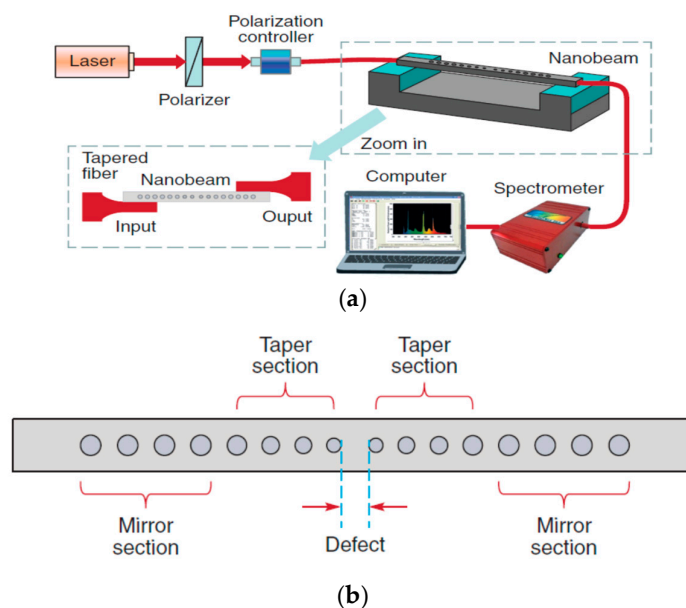 Polarization
controller
Laser
Nanobeam
Polarizer
Zoom in
Tapered
fiber
Nanobeam
Computer
Spectrometer
Input
Ouput
(a)
Taper
section
Taper
section
Mirror
section
Defect
Mirror
section
(b)